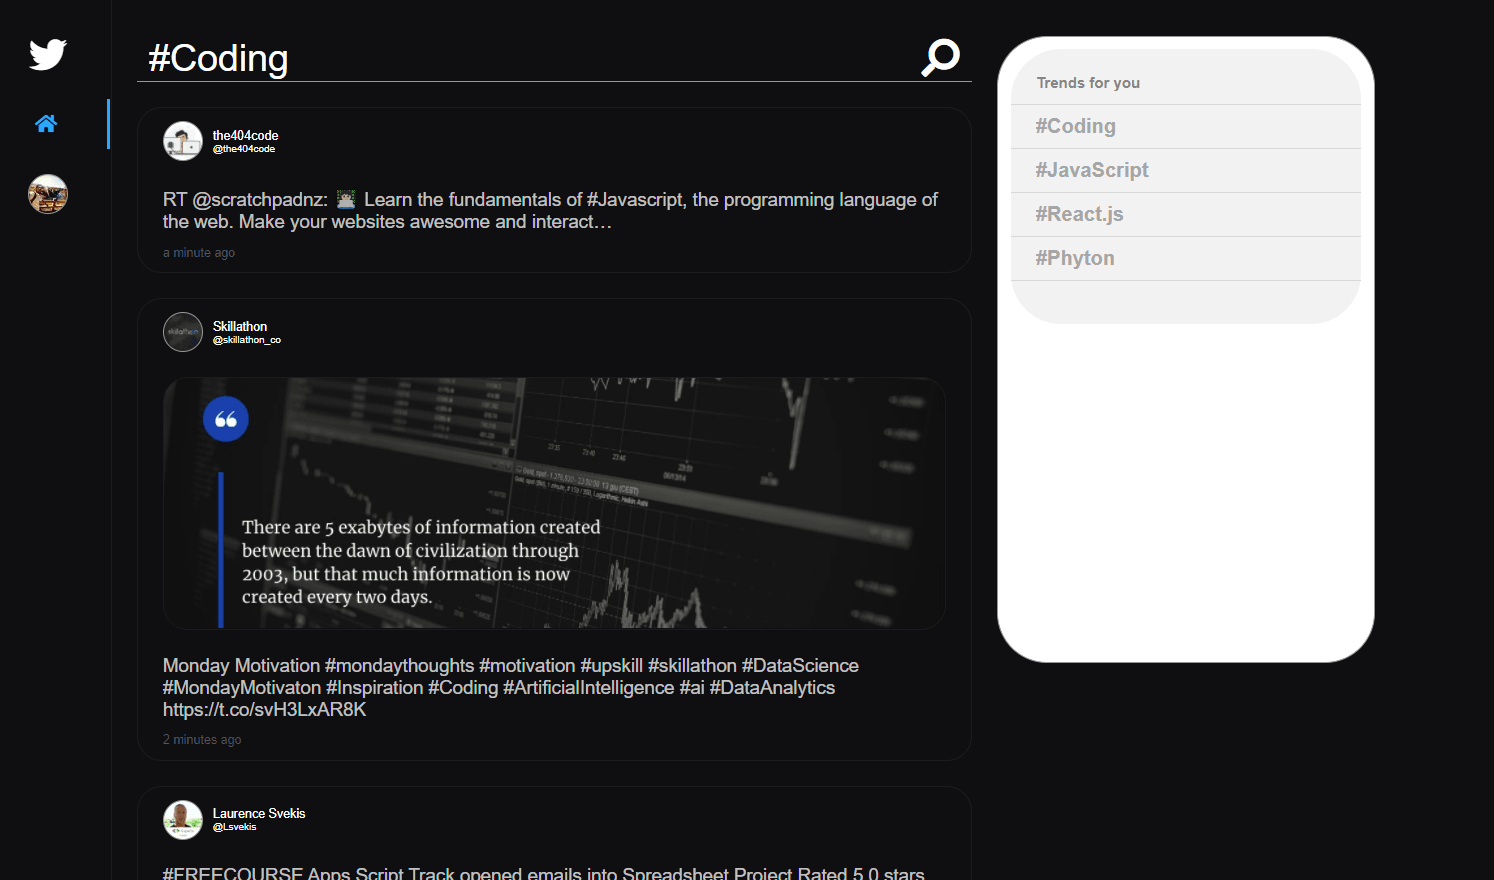 #Coding
the404code
@the404code
RT @scratchpadnz: Learn the fundamentals of #Javascript, the programming language of
the web. Make your websites awesome and interact…
a minute ago
Skillathon
@skillathon_co
There are 5 exabytes of information created
between the dawn of civilization through
2003, but that much information is now
created every two days.
Monday Motivation #mondaythoughts #motivation #upskill #skillathon #DataScience
#MondayMotivaton #Inspiration #Coding #ArtificialIntelligence #ai #DataAnalytics
https://t.co/svH3LxAR8K
2 minutes ago
Laurence Svekis
@Lsvekis
#FREECOURSE Apps Script Track opened emails into Spreadsheet Project Rated 5.0 stars
Trends for you
#Coding
#JavaScript
#React.js
#Phyton